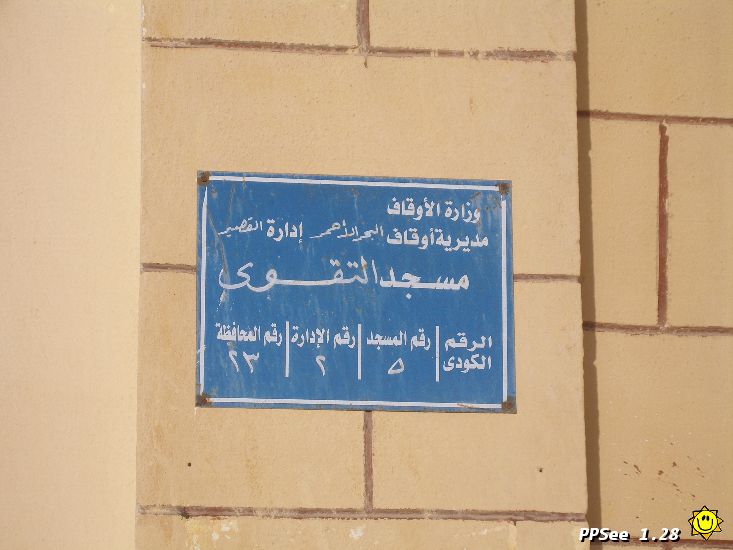 وزارة الأوقاف
مديرية أوقاف البحر الأحمر إدارة القصير
مسجد التقوى
الرقم الكودى | رقم المسجد | رقم الإدارة | رقم المحافظة
٥ | ٢ | ٢٣
PPSee 1.28